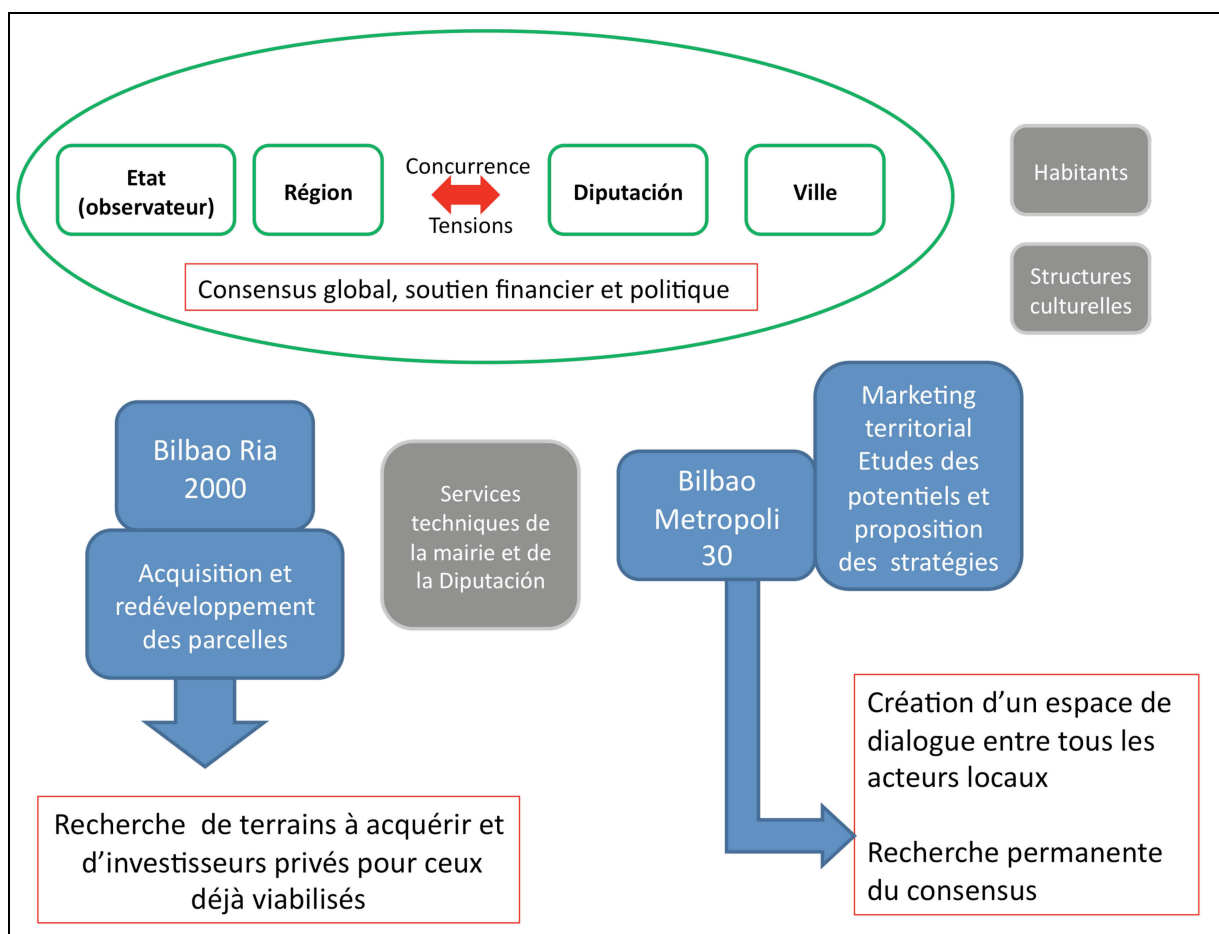 Etat
(observateur)
Région
Concurrence
Tensions
Diputación
Ville
Consensus global, soutien financier et politique
Habitants
Structures
culturelles
Bilbao Ria
2000
Acquisition et
redéveloppement
des parcelles
Services
techniques de
la mairie et de
la Diputación
Bilbao
Metropoli
30
Marketing
territorial
Etudes des
potentiels et
proposition
des stratégies
Recherche de terrains à acquérir et
d’investisseurs privés pour ceux
déjà viabilisés
Création d’un espace de
dialogue entre tous les
acteurs locaux
Recherche permanente
du consensus